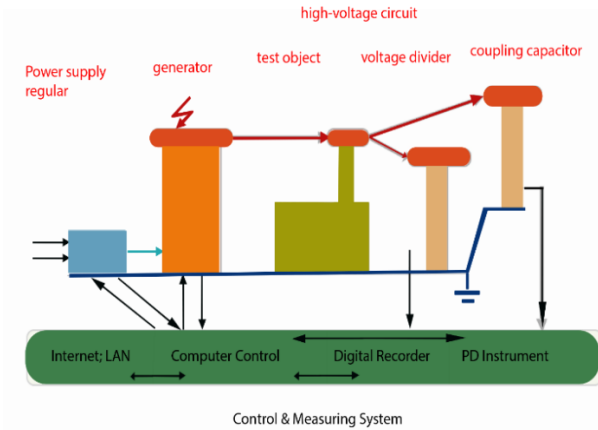 high-voltage circuit
Power supply
regular
generator
test object
voltage divider
coupling capacitor
Internet; LAN
Computer Control
Digital Recorder
PD Instrument
Control & Measuring System